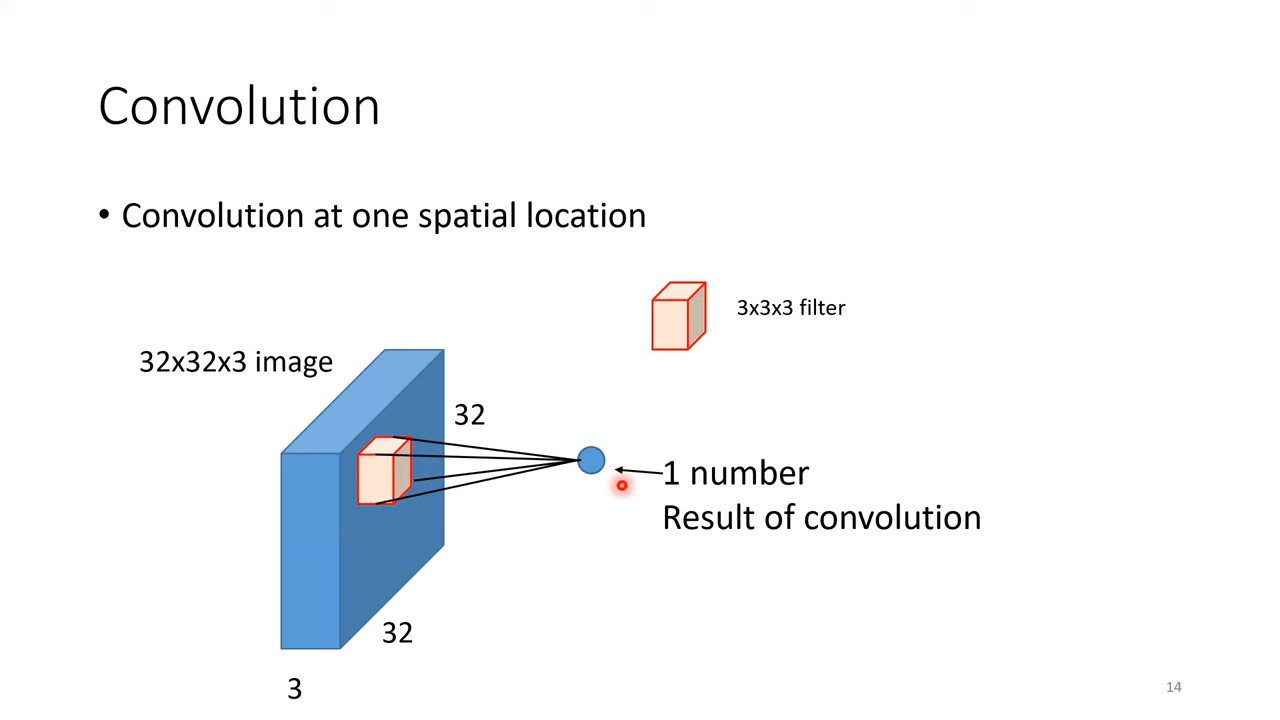 Convolution
• Convolution at one spatial location
3x3x3 filter
32x32x3 image
32
1 number
Result of convolution
32
3
14